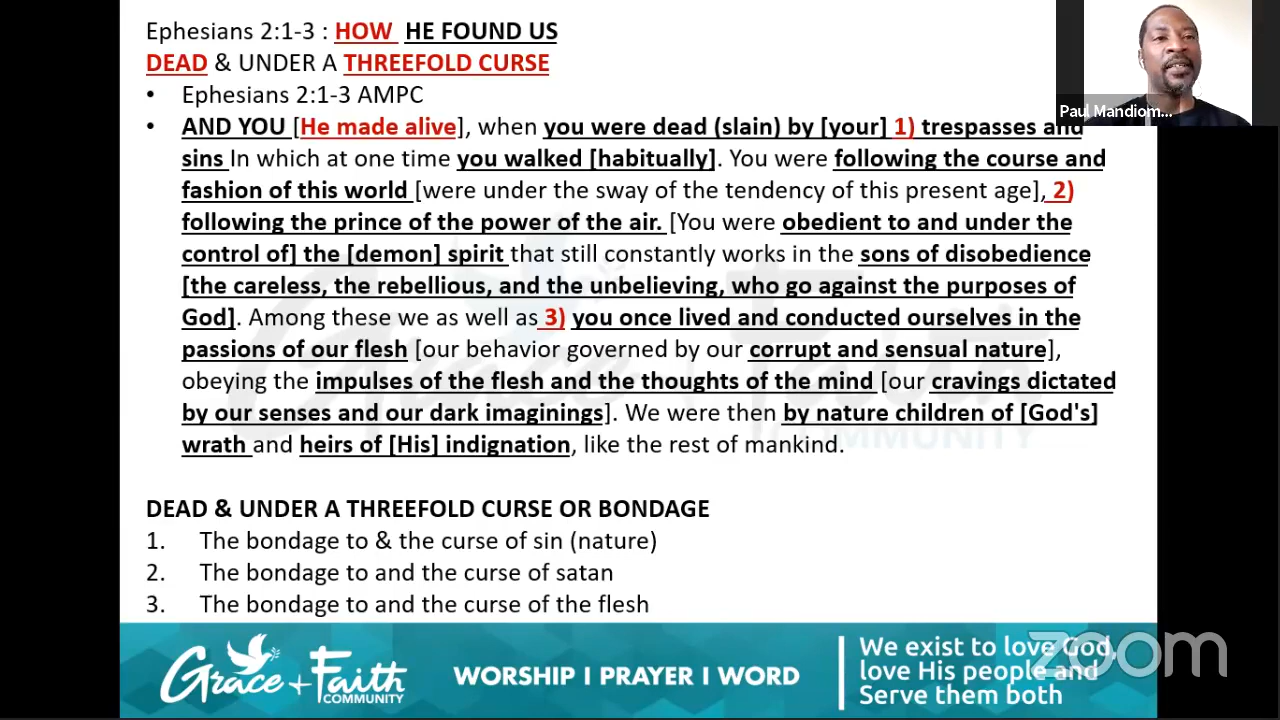 Ephesians 2:1-3 : HOW HE FOUND US
DEAD & UNDER A THREEFOLD CURSE
• Ephesians 2:1-3 AMPC
• AND YOU [He made alive], when you were dead (slain) by [your] 1) trespasses and
sins In which at one time you walked [habitually]. You were following the course and
fashion of this world [were under the sway of the tendency of this present age], 2)
following the prince of the power of the air. [You were obedient to and under the
control of] the [demon] spirit that still constantly works in the sons of disobedience
[the careless, the rebellious, and the unbelieving, who go against the purposes of
God]. Among these we as well as 3) you once lived and conducted ourselves in the
passions of our flesh [our behavior governed by our corrupt and sensual nature],
obeying the impulses of the flesh and the thoughts of the mind [our cravings dictated
by our senses and our dark imaginings]. We were then by nature children of [God's]
wrath and heirs of [His] indignation, like the rest of mankind.
DEAD & UNDER A THREEFOLD CURSE OR BONDAGE
1. The bondage to & the curse of sin (nature)
2. The bondage to and the curse of satan
3. The bondage to and the curse of the flesh
Paul Mandiom...
Grace + Faith
COMMUNITY
WORSHIP I PRAYER I WORD
We exist to love God,
love His people and
Serve them both
zoom
Grace + Faith
COMMUNITY